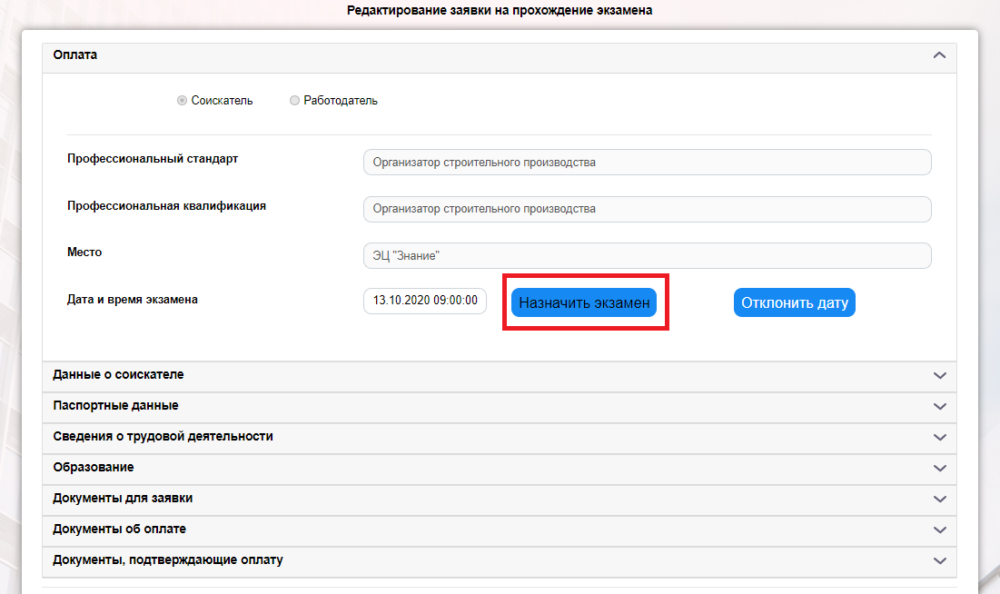 Редактирование заявки на прохождение экзамена
Оплата
Соискатель Работодатель
Профессиональный стандарт Организатор строительного производства
Профессиональная квалификация Организатор строительного производства
Место ЭЦ "Знание"
Дата и время экзамена 13.10.2020 09:00:00 Назначить экзамен Отклонить дату
Данные о соискателе
Паспортные данные
Сведения о трудовой деятельности
Образование
Документы для заявки
Документы об оплате
Документы, подтверждающие оплату